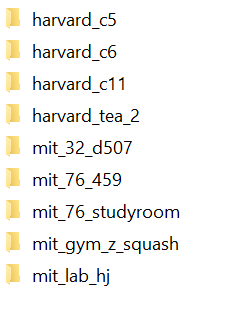 harvard_c5
harvard_c6
harvard_c11
harvard_tea_2
mit_32_d507
mit_76_459
mit_76_studyroom
mit_gym_z_squash
mit_lab_hj